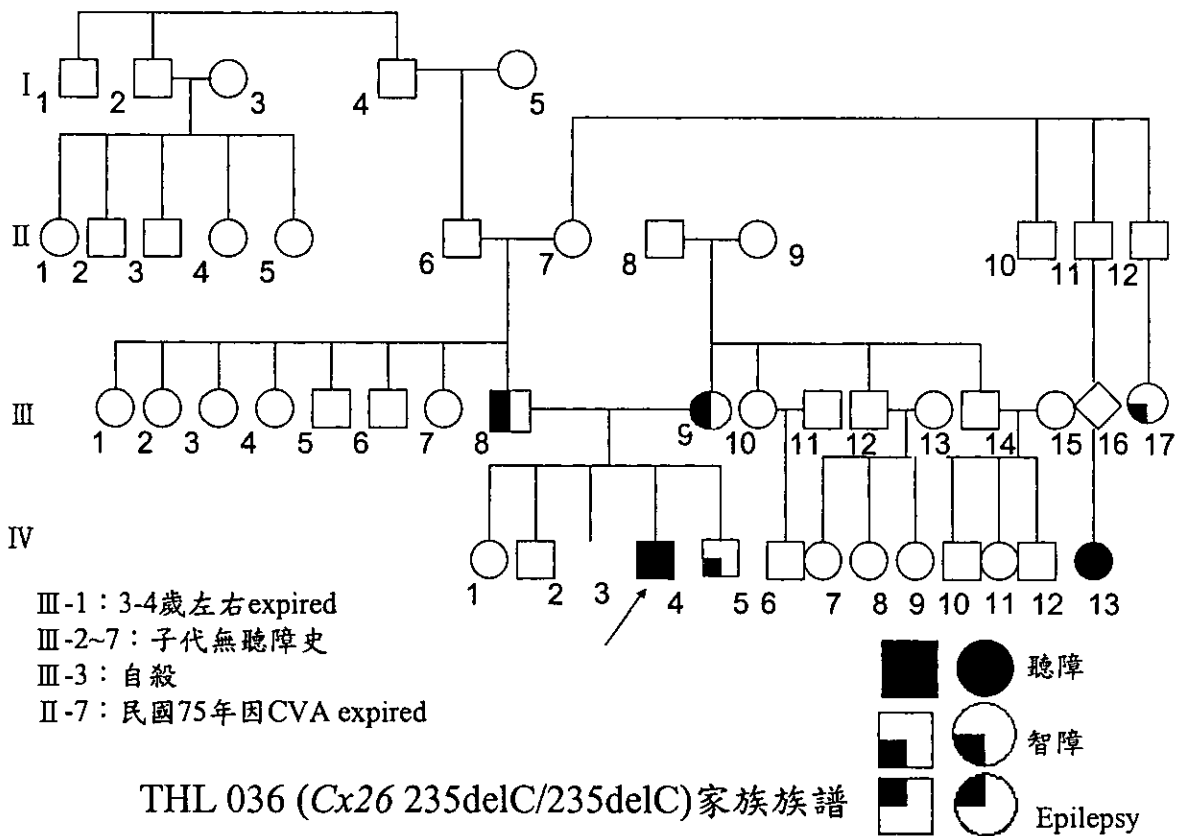 I 1 2 3 4 5
II 1 2 3 4 5 6 7 8 9 10 11 12
III 1 2 3 4 5 6 7 8 9 10 11 12 13 14 15 16 17
IV 1 2 3 4 5 6 7 8 9 10 11 12 13
III-1:3-4歲左右expired
III-2~7:子代無聽障史
III-3:自殺
II-7:民國75年因CVA expired
聽障
智障
Epilepsy
THL 036 (Cx26 235delC/235delC)家族族譜